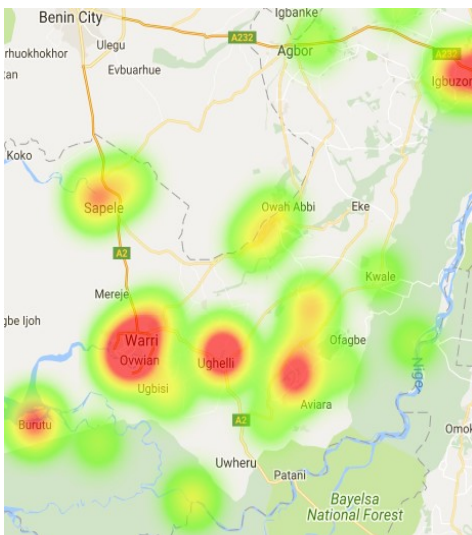 Igbanke
Benin City
A232
Ulegu
Agbor
A232
rhuokhokhor
Evbuarhue
Igbuzor
tan
Koko
Sapele
Owah Abbi
Eke
A2
Kwale
Mereje
gbe Ijoh
Warri
Ofagbe
Ovwian
Ughelli
Niger
Ugbisi
Aviara
Burutu
A2
Omok
Uwheru
Patani
Bayelsa
National Forest